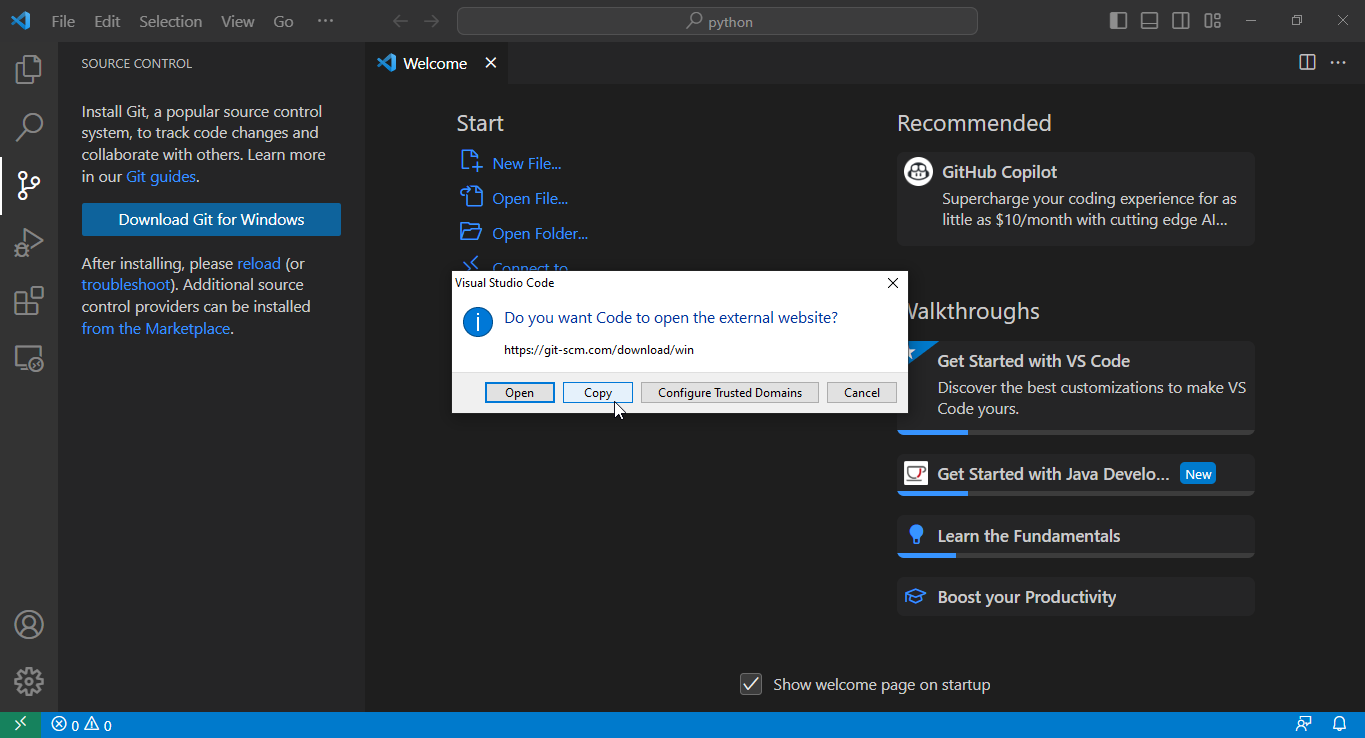 File Edit Selection View Go ···
python
SOURCE CONTROL
Install Git, a popular source control
system, to track code changes and
collaborate with others. Learn more
in our Git guides.
Download Git for Windows
After installing, please reload (or
troubleshoot). Additional source
control providers can be installed
from the Marketplace.
Welcome
Start
New File...
Open File...
Open Folder...
Connect to
Visual Studio Code
Do you want Code to open the external website?
https://git-scm.com/download/win
Open Copy Configure Trusted Domains Cancel
Recommended
GitHub Copilot
Supercharge your coding experience for as
little as $10/month with cutting edge AI...
Walkthroughs
Get Started with VS Code
Discover the best customizations to make VS
Code yours.
Get Started with Java Develo... New
Learn the Fundamentals
Boost your Productivity
Show welcome page on startup
0 0